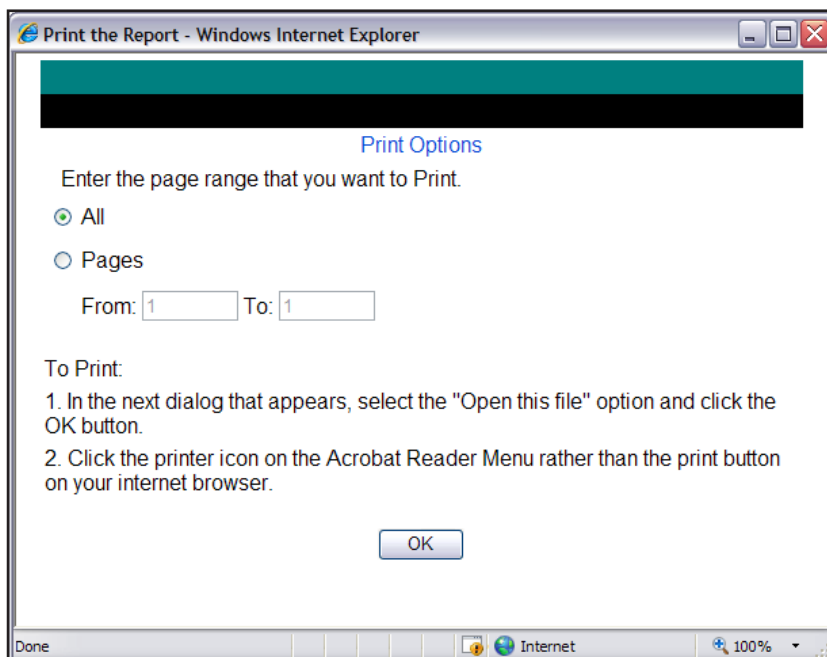 Print the Report - Windows Internet Explorer
Print Options
Enter the page range that you want to Print.
All
Pages
From: 1 To: 1
To Print:
1. In the next dialog that appears, select the "Open this file" option and click the
OK button.
2. Click the printer icon on the Acrobat Reader Menu rather than the print button
on your internet browser.
OK
Done Internet 100%